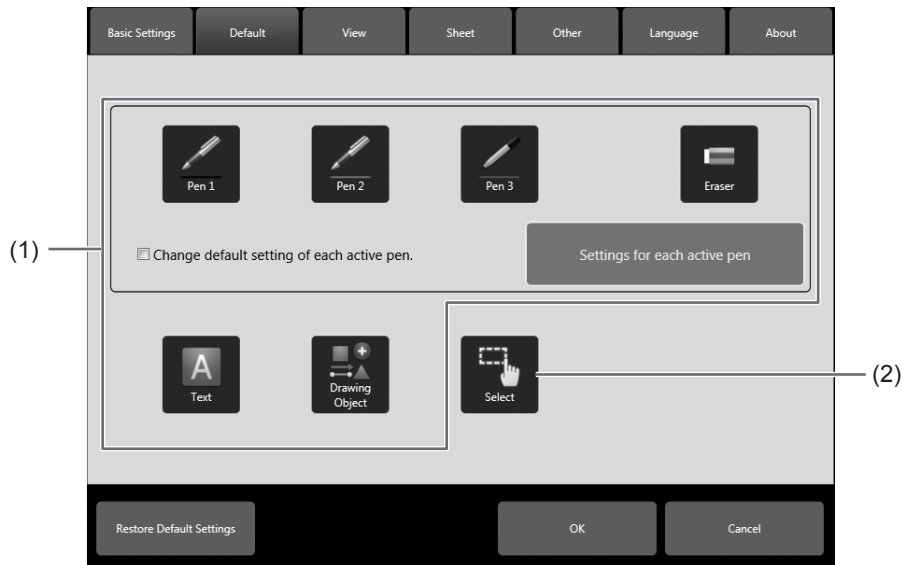 Basic Settings
Default
View
Sheet
Other
Language
About
Pen 1
Pen 2
Pen 3
Eraser
(1)
Change default setting of each active pen.
Settings for each active pen
A
Text
Drawing
Object
Select
(2)
Restore Default Settings
OK
Cancel